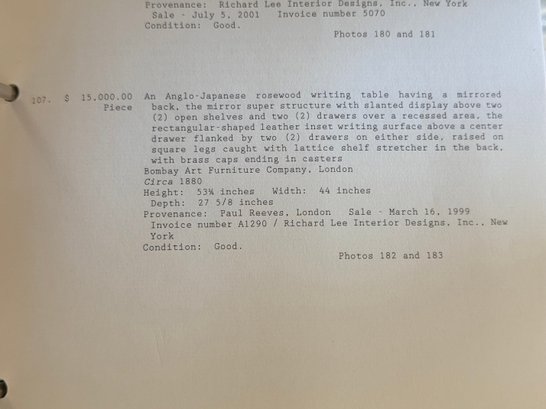 Provenance: Richard Lee Interior Designs, Inc., New York
Sale - July 5, 2001 Invoice number 5070
Condition: Good.
Photos 180 and 181
107. $ 15,000.00 An Anglo-Japanese rosewood writing table having a mirrored
Piece back, the mirror super structure with slanted display above two
(2) open shelves and two (2) drawers over a recessed area, the
rectangular-shaped leather inset writing surface above a center
drawer flanked by two (2) drawers on either side, raised on
square legs caught with lattice shelf stretcher in the back,
with brass caps ending in casters
Bombay Art Furniture Company, London
Circa 1880
Height: 53¾ inches Width: 44 inches
Depth: 27 5/8 inches
Provenance: Paul Reeves, London Sale - March 16, 1999
Invoice number A1290 / Richard Lee Interior Designs, Inc., New
York
Condition: Good.
Photos 182 and 183